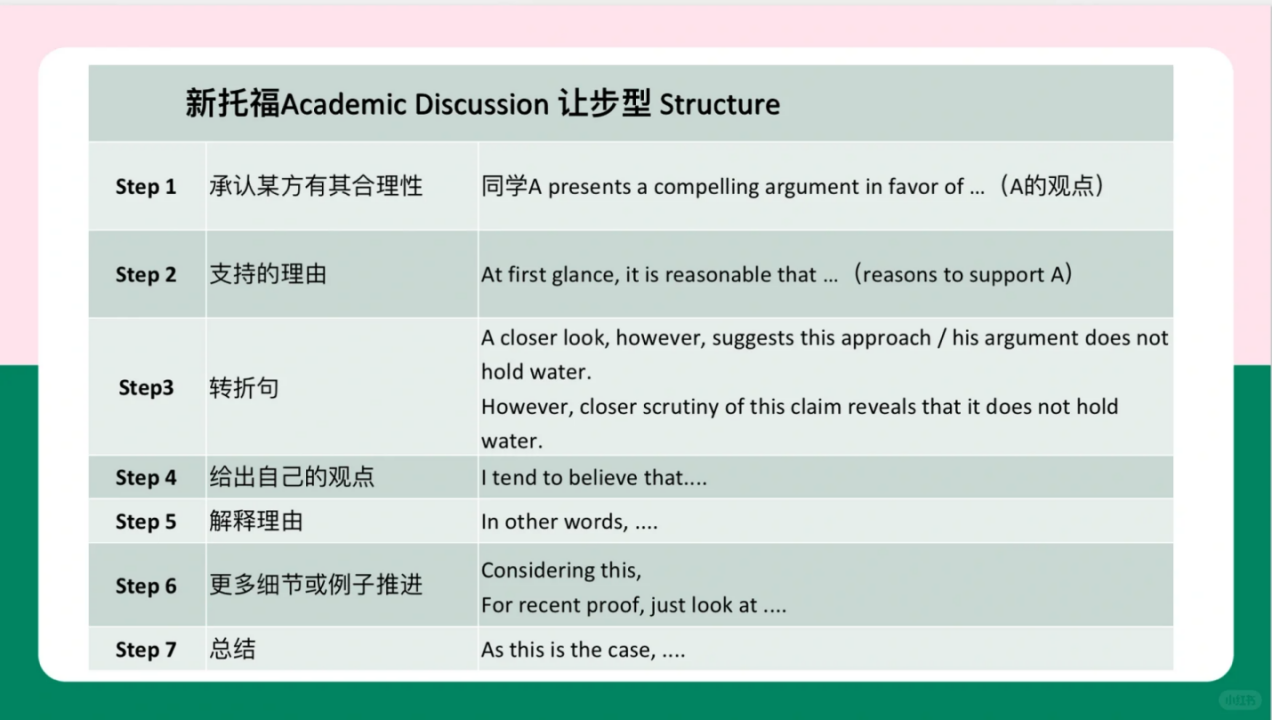 新托福Academic Discussion 让步型 Structure
Step 1 承认某方有其合理性 同学A presents a compelling argument in favor of ...（A的观点）
Step 2 支持的理由 At first glance, it is reasonable that ...（reasons to support A）
Step3 转折句 A closer look, however, suggests this approach / his argument does not
hold water.
However, closer scrutiny of this claim reveals that it does not hold
water.
Step 4 给出自己的观点 I tend to believe that....
Step 5 解释理由 In other words, ....
Step 6 更多细节或例子推进 Considering this,
For recent proof, just look at ....
Step 7 总结 As this is the case, ....
小红书